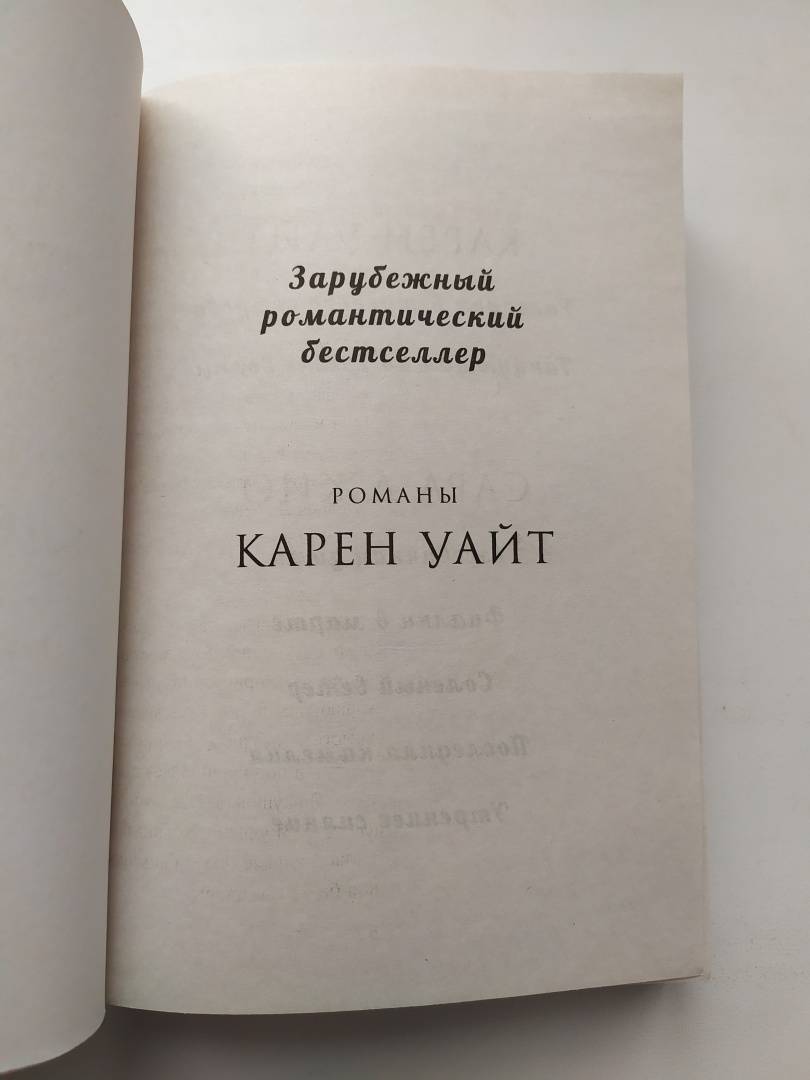 Зарубежный
романтический
бестселлер
РОМАНЫ
КАРЕН УАЙТ